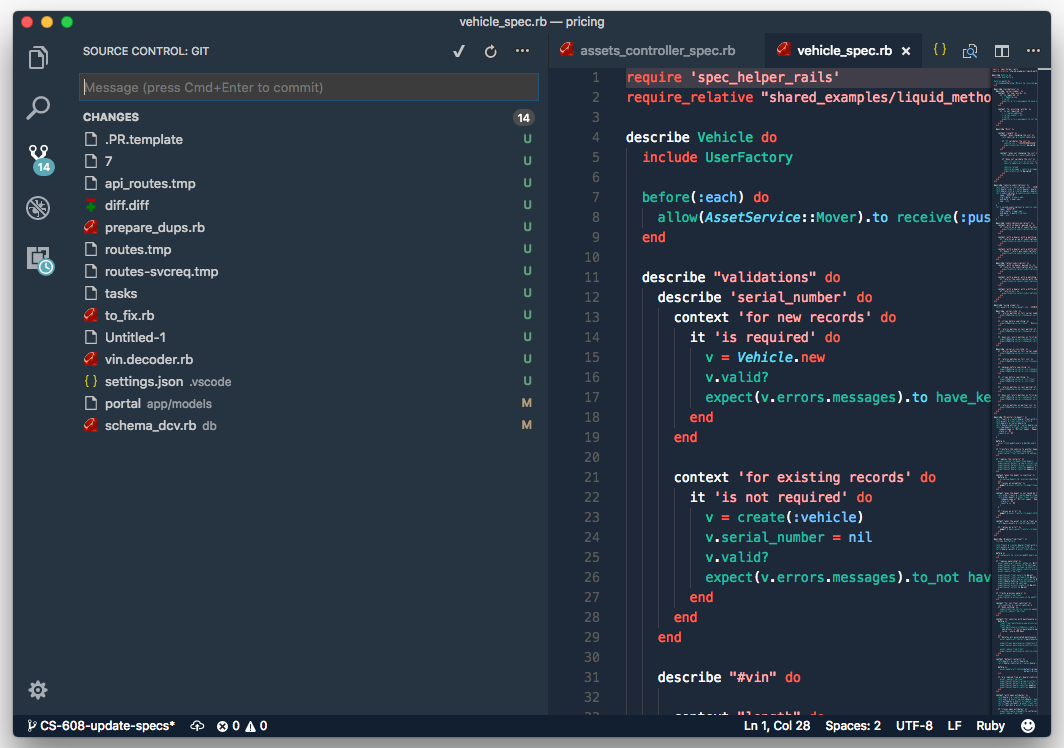 vehicle_spec.rb — pricing
SOURCE CONTROL: GIT
Message (press Cmd+Enter to commit)
CHANGES 14
.PR.template U
7 U
api_routes.tmp U
diff.diff U
prepare_dups.rb U
routes.tmp U
routes-svcreq.tmp U
tasks U
to_fix.rb U
Untitled-1 U
vin.decoder.rb U
{} settings.json .vscode U
portal app/models M
schema_dcv.rb db M
14
assets_controller_spec.rb vehicle_spec.rb × {} ...
1 require 'spec_helper_rails'
2 require_relative "shared_examples/liquid_metho
3
4 describe Vehicle do
5 include UserFactory
6
7 before(:each) do
8 allow(AssetService::Mover).to receive(:pus
9 end
10
11 describe "validations" do
12 describe 'serial_number' do
13 context 'for new records' do
14 it 'is required' do
15 v = Vehicle.new
16 v.valid?
17 expect(v.errors.messages).to have_ke
18 end
19 end
20
21 context 'for existing records' do
22 it 'is not required' do
23 v = create(:vehicle)
24 v.serial_number = nil
25 v.valid?
26 expect(v.errors.messages).to_not hav
27 end
28 end
29 end
30
31 describe "#vin" do
32
CS-608-update-specs* 0 0 Ln 1, Col 28 Spaces: 2 UTF-8 LF Ruby